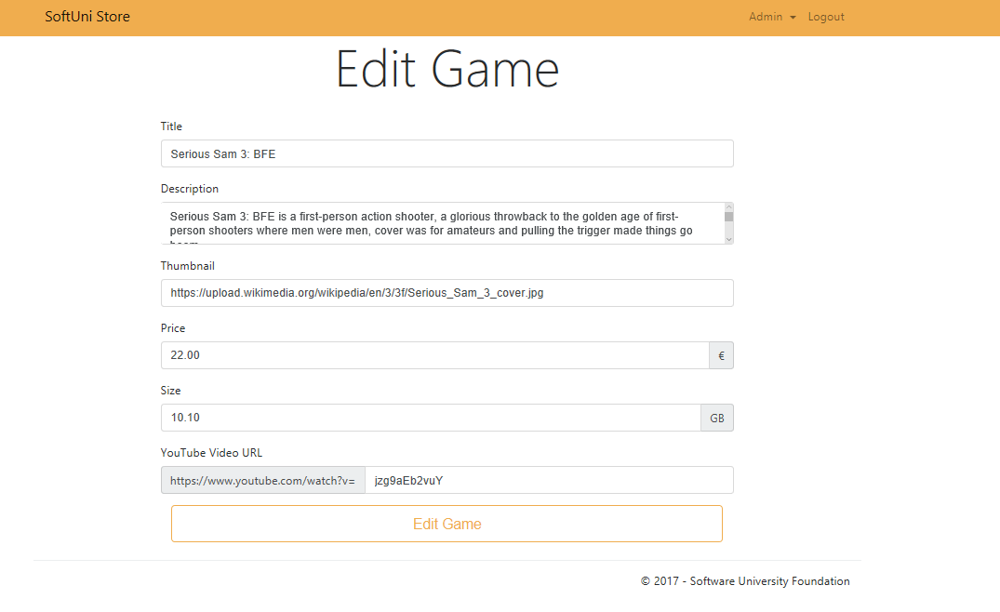 SoftUni Store
Admin
Logout
Edit Game
Title
Serious Sam 3: BFE
Description
Serious Sam 3: BFE is a first-person action shooter, a glorious throwback to the golden age of first-
person shooters where men were men, cover was for amateurs and pulling the trigger made things go
Thumbnail
https://upload.wikimedia.org/wikipedia/en/3/3f/Serious_Sam_3_cover.jpg
Price
22.00
€
Size
10.10
GB
YouTube Video URL
https://www.youtube.com/watch?v=
jzg9aEb2vuY
Edit Game
© 2017 - Software University Foundation